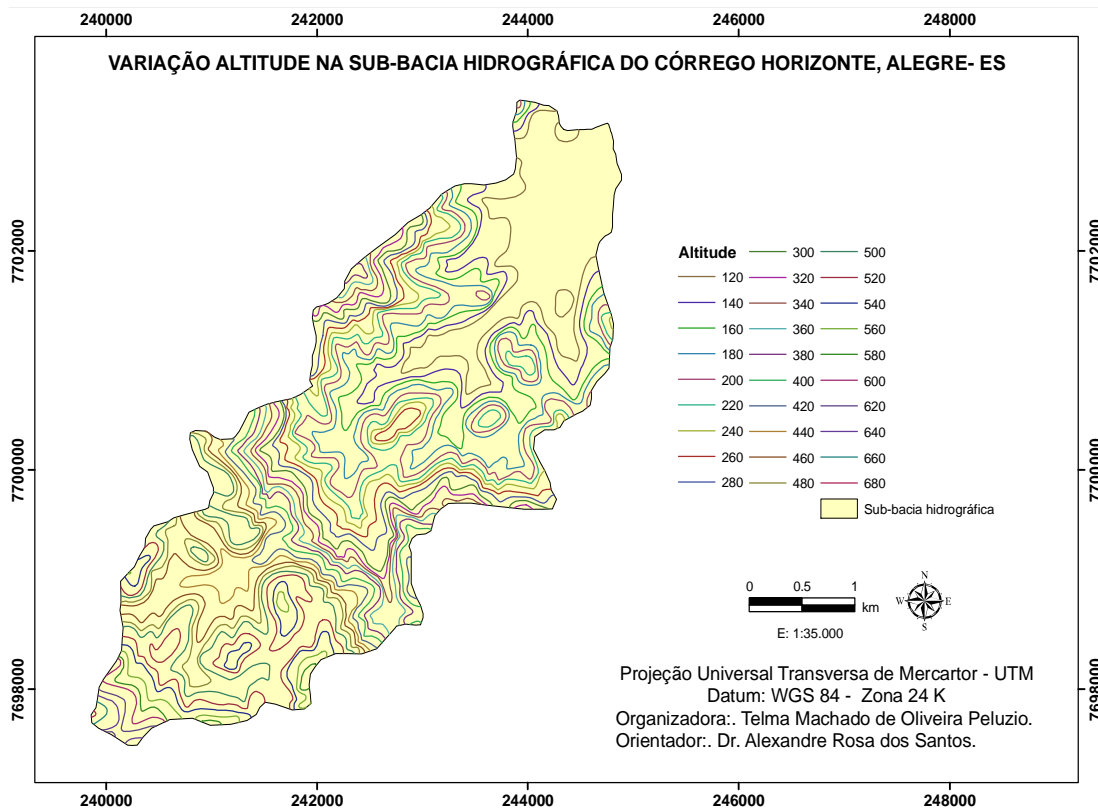 240000 242000 244000 246000 248000
VARIAÇÃO ALTITUDE NA SUB-BACIA HIDROGRÁFICA DO CÓRREGO HORIZONTE, ALEGRE- ES
7702000 7702000
7700000 7700000
7698000 7698000
Altitude 300 500
120 320 520
140 340 540
160 360 560
180 380 580
200 400 600
220 420 620
240 440 640
260 460 660
280 480 680
Sub-bacia hidrográfica
0 0.5 1
km
N
W E
S
E: 1:35.000
Projeção Universal Transversa de Mercartor - UTM
Datum: WGS 84 - Zona 24 K
Organizadora:. Telma Machado de Oliveira Peluzio.
Orientador:. Dr. Alexandre Rosa dos Santos.
240000 242000 244000 246000 248000